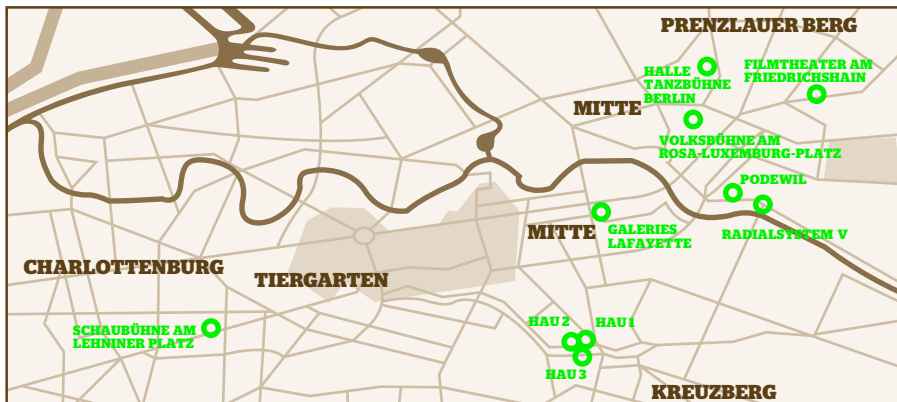 PRENZLAUER BERG
HALLE
TANZBÜHNE
BERLIN
FILMTHEATER AM
FRIEDRICHSHAIN
MITTE
VOLKSBÜHNE AM
ROSA-LUXEMBURG-PLATZ
PODEWIL
MITTE
GALERIES
LAFAYETTE
RADIALSYSTEM V
CHARLOTTENBURG
TIERGARTEN
SCHAUBÜHNE AM
LEHNINER PLATZ
HAU 2
HAU 1
HAU 3
KREUZBERG